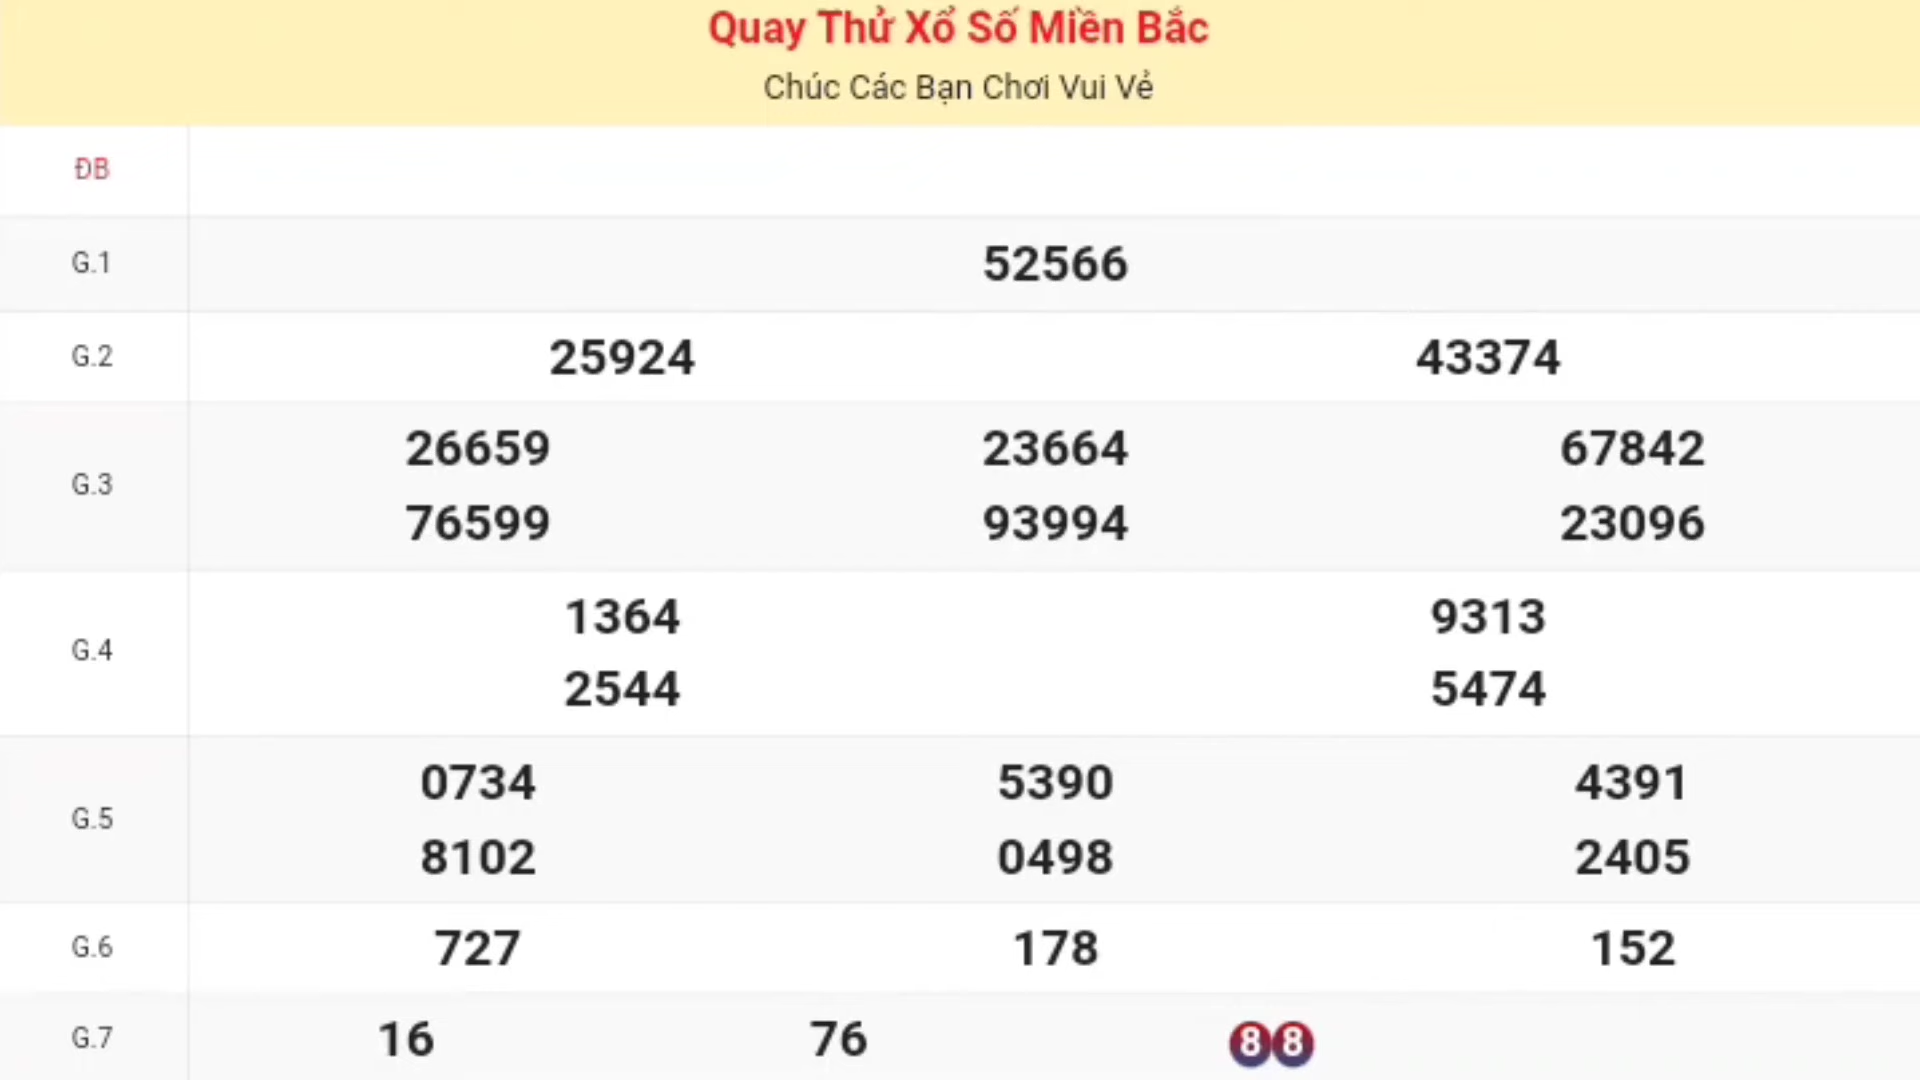 Quay Thử Xổ Số Miền Bắc
Chúc Các Bạn Chơi Vui Vẻ
ĐB
G.1 52566
G.2 25924 43374
G.3 26659 23664 67842
76599 93994 23096
G.4 1364 9313
2544 5474
G.5 0734 5390 4391
8102 0498 2405
G.6 727 178 152
G.7 16 76 88